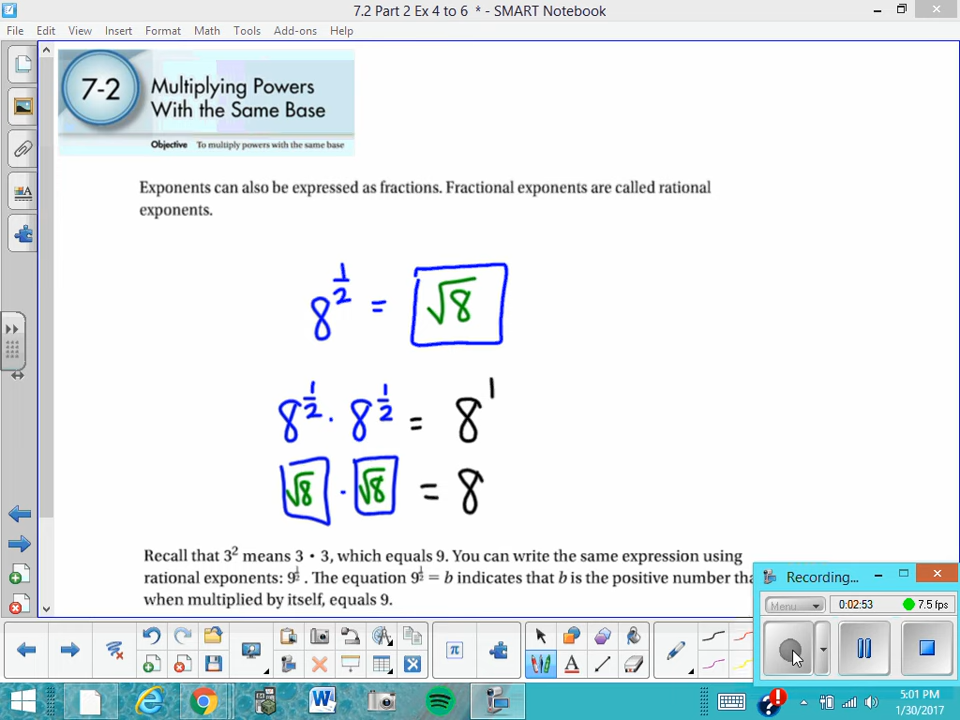 7.2 Part 2 Ex 4 to 6 * - SMART Notebook
File Edit View Insert Format Math Tools Add-ons Help
7-2
Multiplying Powers
With the Same Base
Objective To multiply powers with the same base
Exponents can also be expressed as fractions. Fractional exponents are called rational
exponents.
8^{1/2} = √8
8^{1/2} · 8^{1/2} = 8^1
√8 · √8 = 8
Recall that 3² means 3 • 3, which equals 9. You can write the same expression using
rational exponents: 9^{1/2}. The equation 9^{1/2} = b indicates that b is the positive number tha
when multiplied by itself, equals 9.
Recording...
Menu
0:02:53
7.5 fps
5:01 PM
1/30/2017